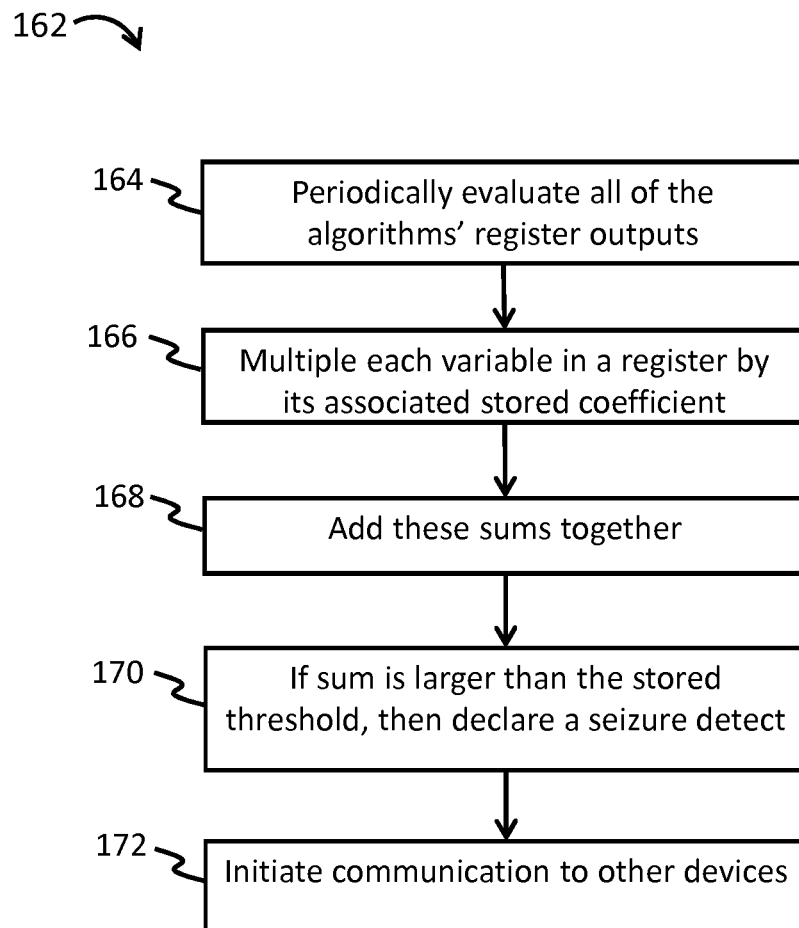 162
164
Periodically evaluate all of the
algorithms’ register outputs
166
Multiple each variable in a register by
its associated stored coefficient
168
Add these sums together
170
If sum is larger than the stored
threshold, then declare a seizure detect
172
Initiate communication to other devices